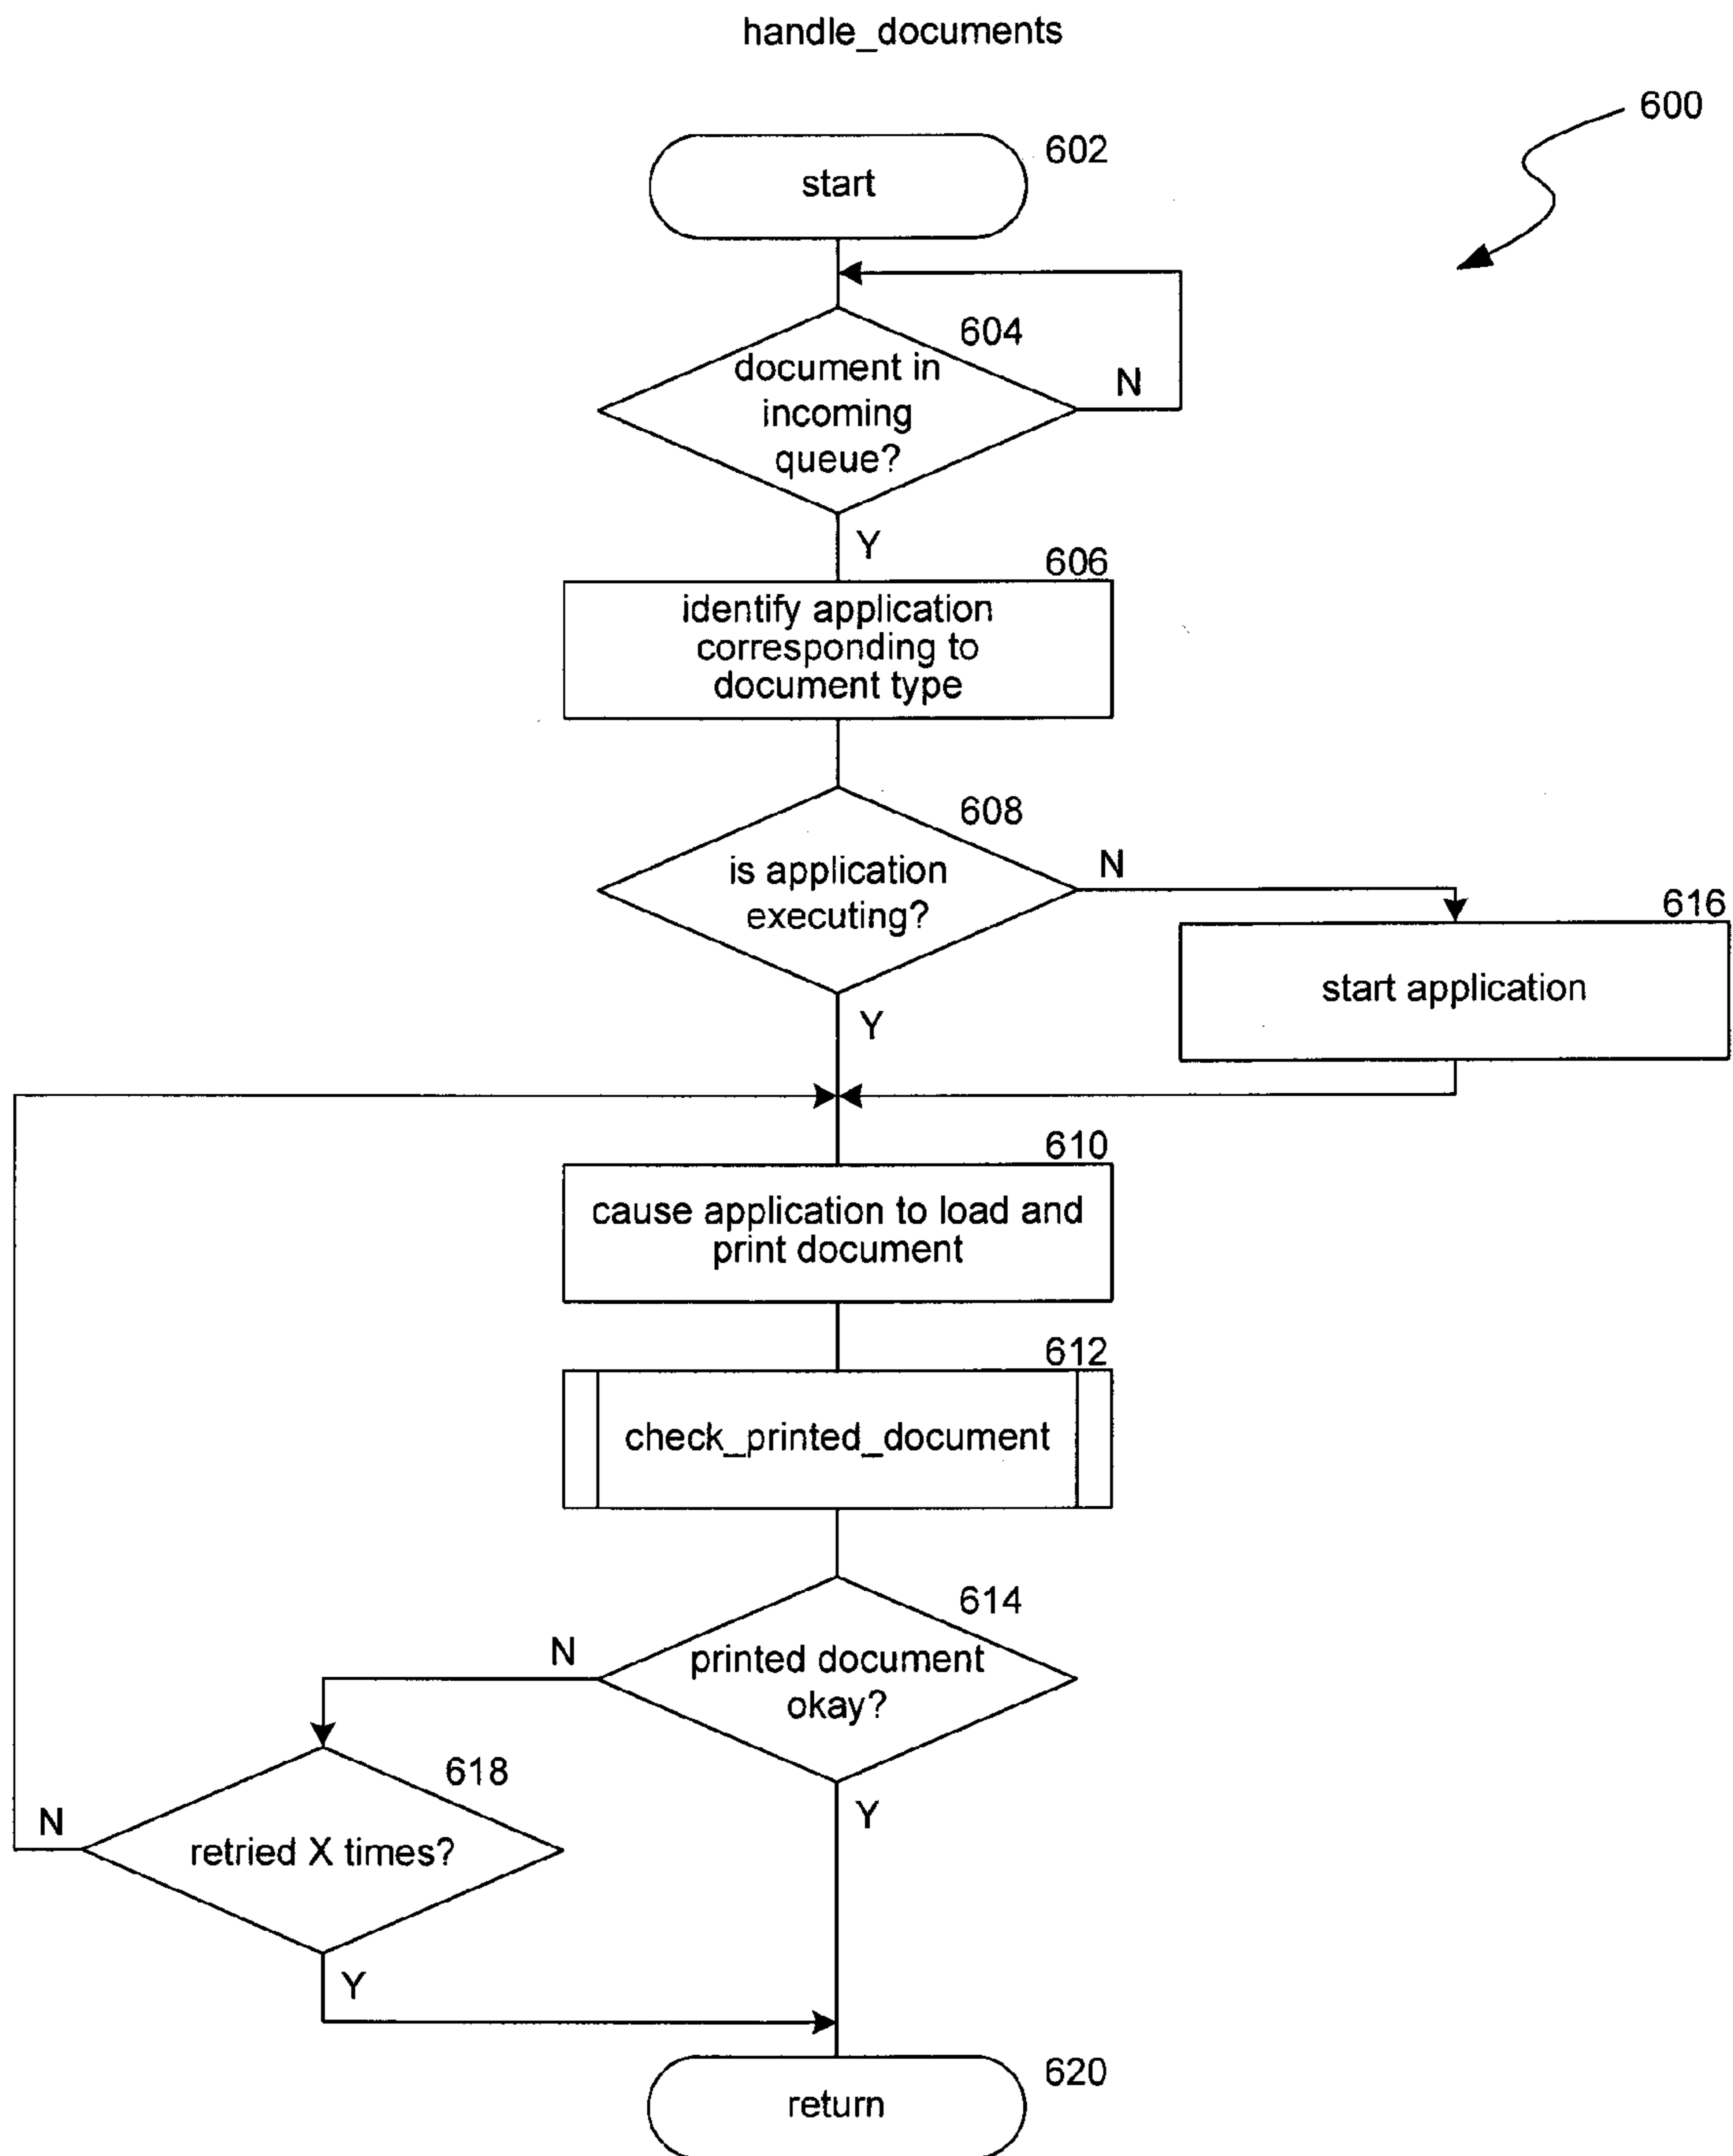 handle_documents
600
602
start
604
document in
incoming
queue?
N
Y
606
identify application
corresponding to
document type
608
is application
executing?
N
616
start application
Y
610
cause application to load and
print document
612
check_printed_document
614
printed document
okay?
N
618
retried X times?
N
Y
Y
620
return